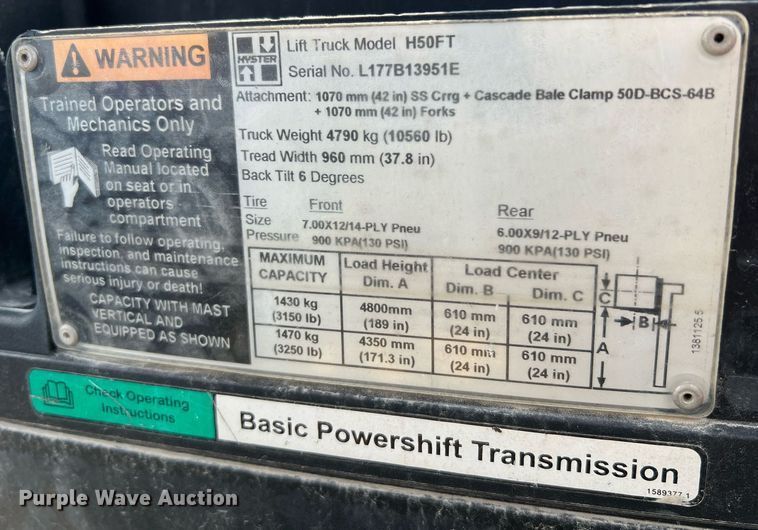 WARNING
Trained Operators and
Mechanics Only
Read Operating
Manual located
on seat or in
operators
compartment
Failure to follow operating,
inspection, and maintenance
instructions can cause
serious injury or death!
CAPACITY WITH MAST
VERTICAL AND
EQUIPPED AS SHOWN
HYSTER
Lift Truck Model H50FT
Serial No. L177B13951E
Attachment: 1070 mm (42 in) SS Crrg + Cascade Bale Clamp 50D-BCS-64B
+ 1070 mm (42 in) Forks
Truck Weight 4790 kg (10560 lb)
Tread Width 960 mm (37.8 in)
Back Tilt 6 Degrees
Tire Front Rear
Size 7.00X12/14-PLY Pneu 6.00X9/12-PLY Pneu
Pressure 900 KPA(130 PSI) 900 KPA(130 PSI)
MAXIMUM CAPACITY Load Height Dim. A Load Center Dim. B Dim. C
1430 kg 4800mm 610 mm 610 mm
(3150 lb) (189 in) (24 in) (24 in)
1470 kg 4350 mm 610 mm 610 mm
(3250 lb) (171.3 in) (24 in) (24 in)
C
B
A
1381125.5
Check Operating
Instructions
Basic Powershift Transmission
1589377.1
Purple Wave Auction